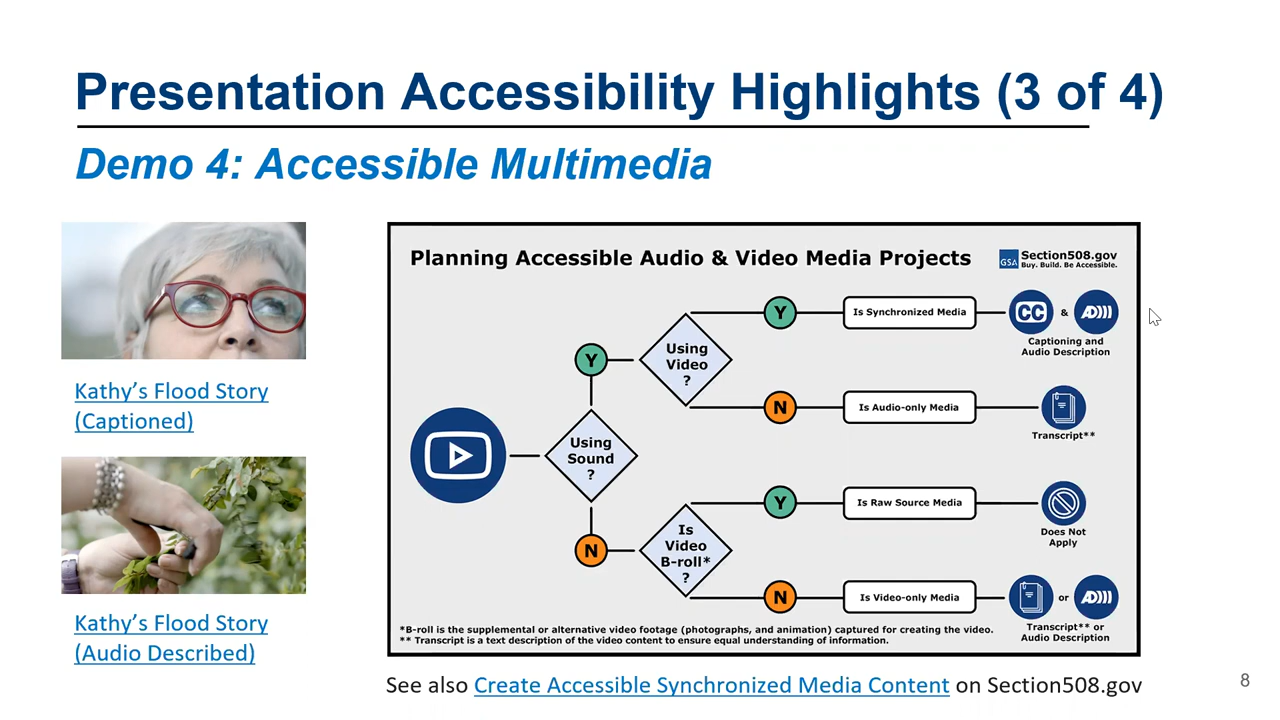 Presentation Accessibility Highlights (3 of 4)
Demo 4: Accessible Multimedia
Kathy's Flood Story
(Captioned)
Kathy's Flood Story
(Audio Described)
Planning Accessible Audio & Video Media Projects
GSA
Section508.gov
Buy. Build. Be Accessible.
Using
Sound
?
Y
Using
Video
?
Y
Is Synchronized Media
CC
&
AD
Captioning and
Audio Description
N
Is Audio-only Media
Transcript**
N
Is
Video
B-roll*
?
Y
Is Raw Source Media
Does Not
Apply
N
Is Video-only Media
or
AD
Transcript** or
Audio Description
*B-roll is the supplemental or alternative video footage (photographs, and animation) captured for creating the video.
** Transcript is a text description of the video content to ensure equal understanding of information.
See also Create Accessible Synchronized Media Content on Section508.gov
8